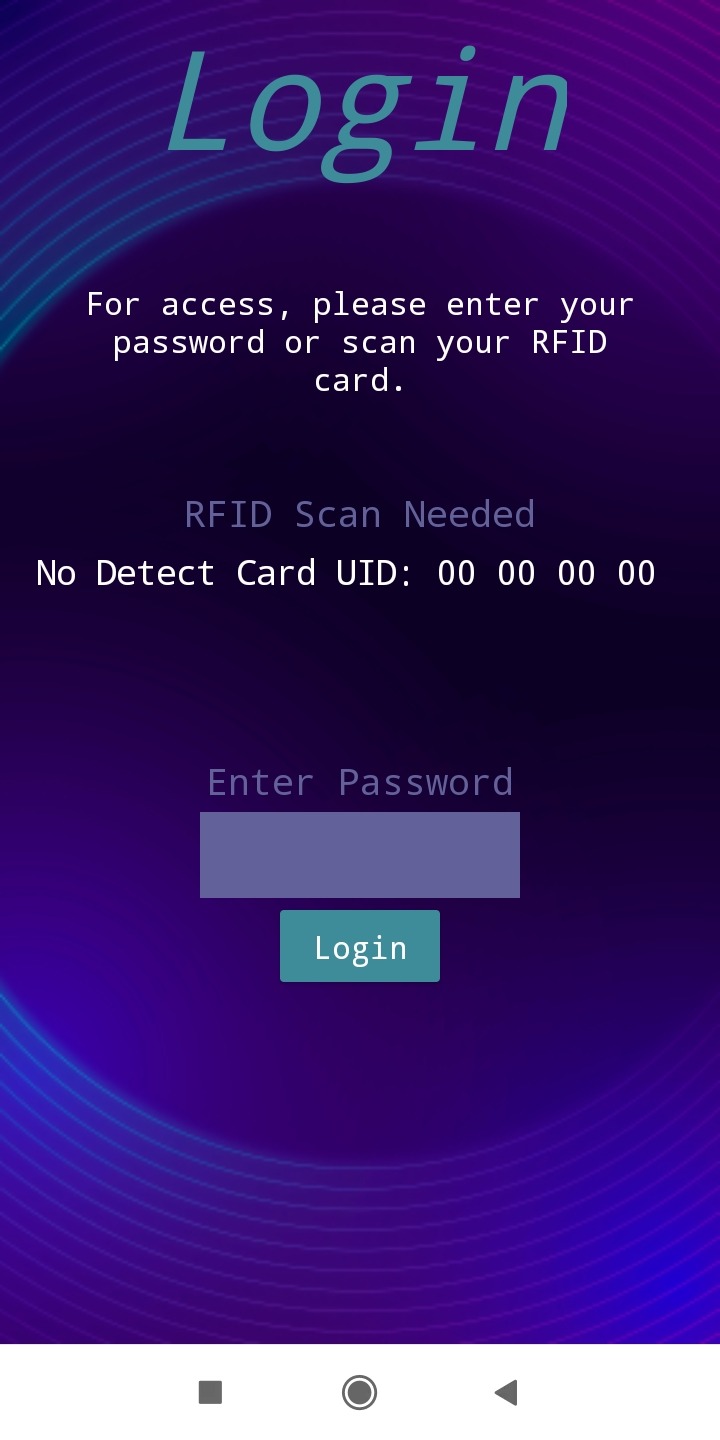 Login
For access, please enter your
password or scan your RFID
card.
RFID Scan Needed
No Detect Card UID: 00 00 00 00
Enter Password
Login